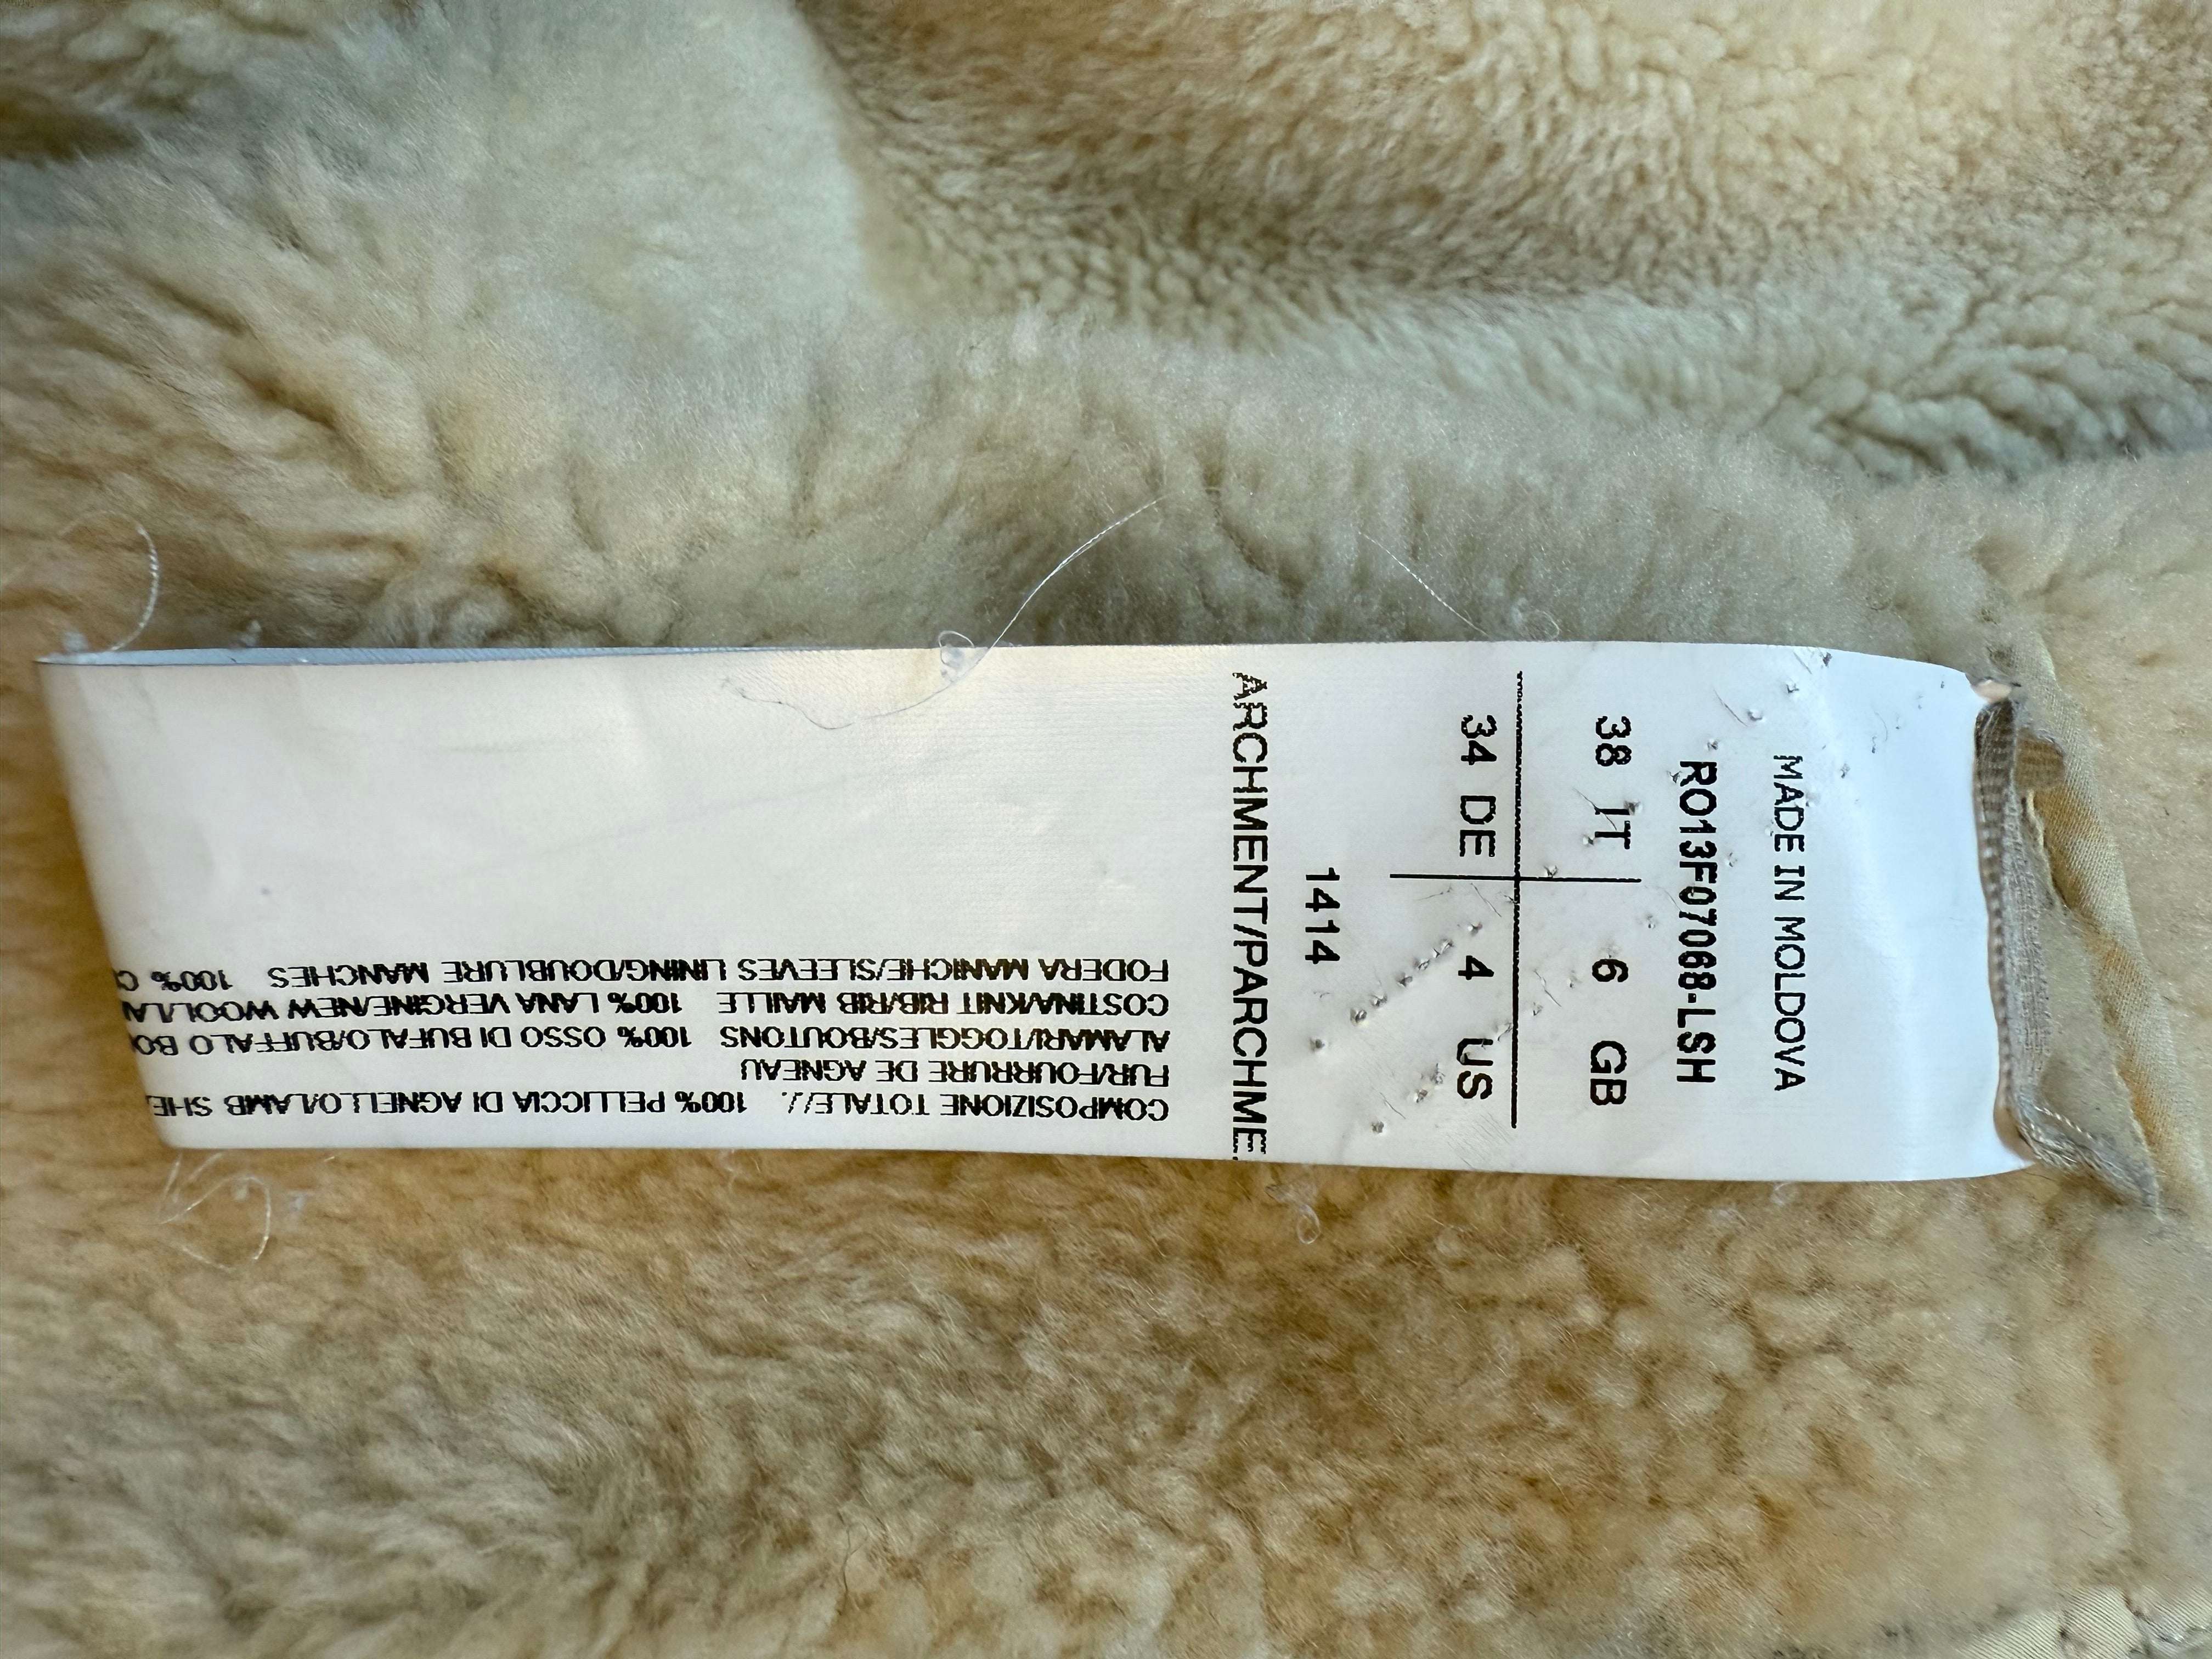 MADE IN MOLDOVA
RO13F07068-LSH
38 IT 6 GB
34 DE 4 US
1414
ARCHMENT/PARCHME
COMPOSIZIONE TOTALE/./. 100% PELLICCIA DI AGNELLO/LAMB SHE
FUR/FOURRURE DE AGNEAU
ALAMARI/TOGGLES/BOUTONS 100% OSSO DI BUFALO/BUFFALO BO
COSTINA/KNIT RIB/RIB MAILLE 100% LANA VERGINE/NEW WOOL/LA
FODERA MANICHE/SLEEVES LINING/DOUBLURE MANCHES 100% C